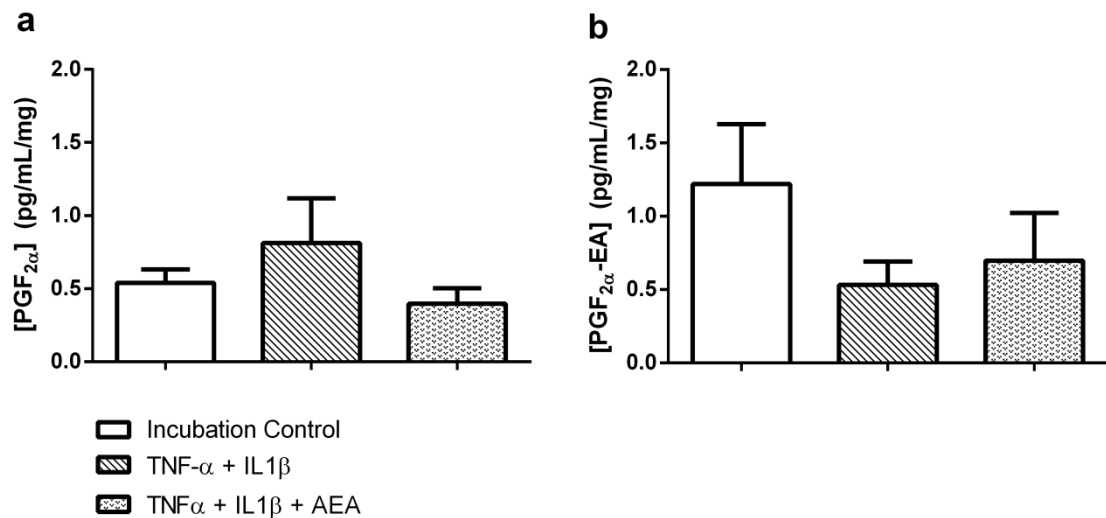 a
[PGF2α] (pg/mL/mg)
2.0
1.5
1.0
0.5
0.0
b
[PGF2α-EA] (pg/mL/mg)
2.0
1.5
1.0
0.5
0.0
Incubation Control
TNF-α + IL1β
TNFα + IL1β + AEA